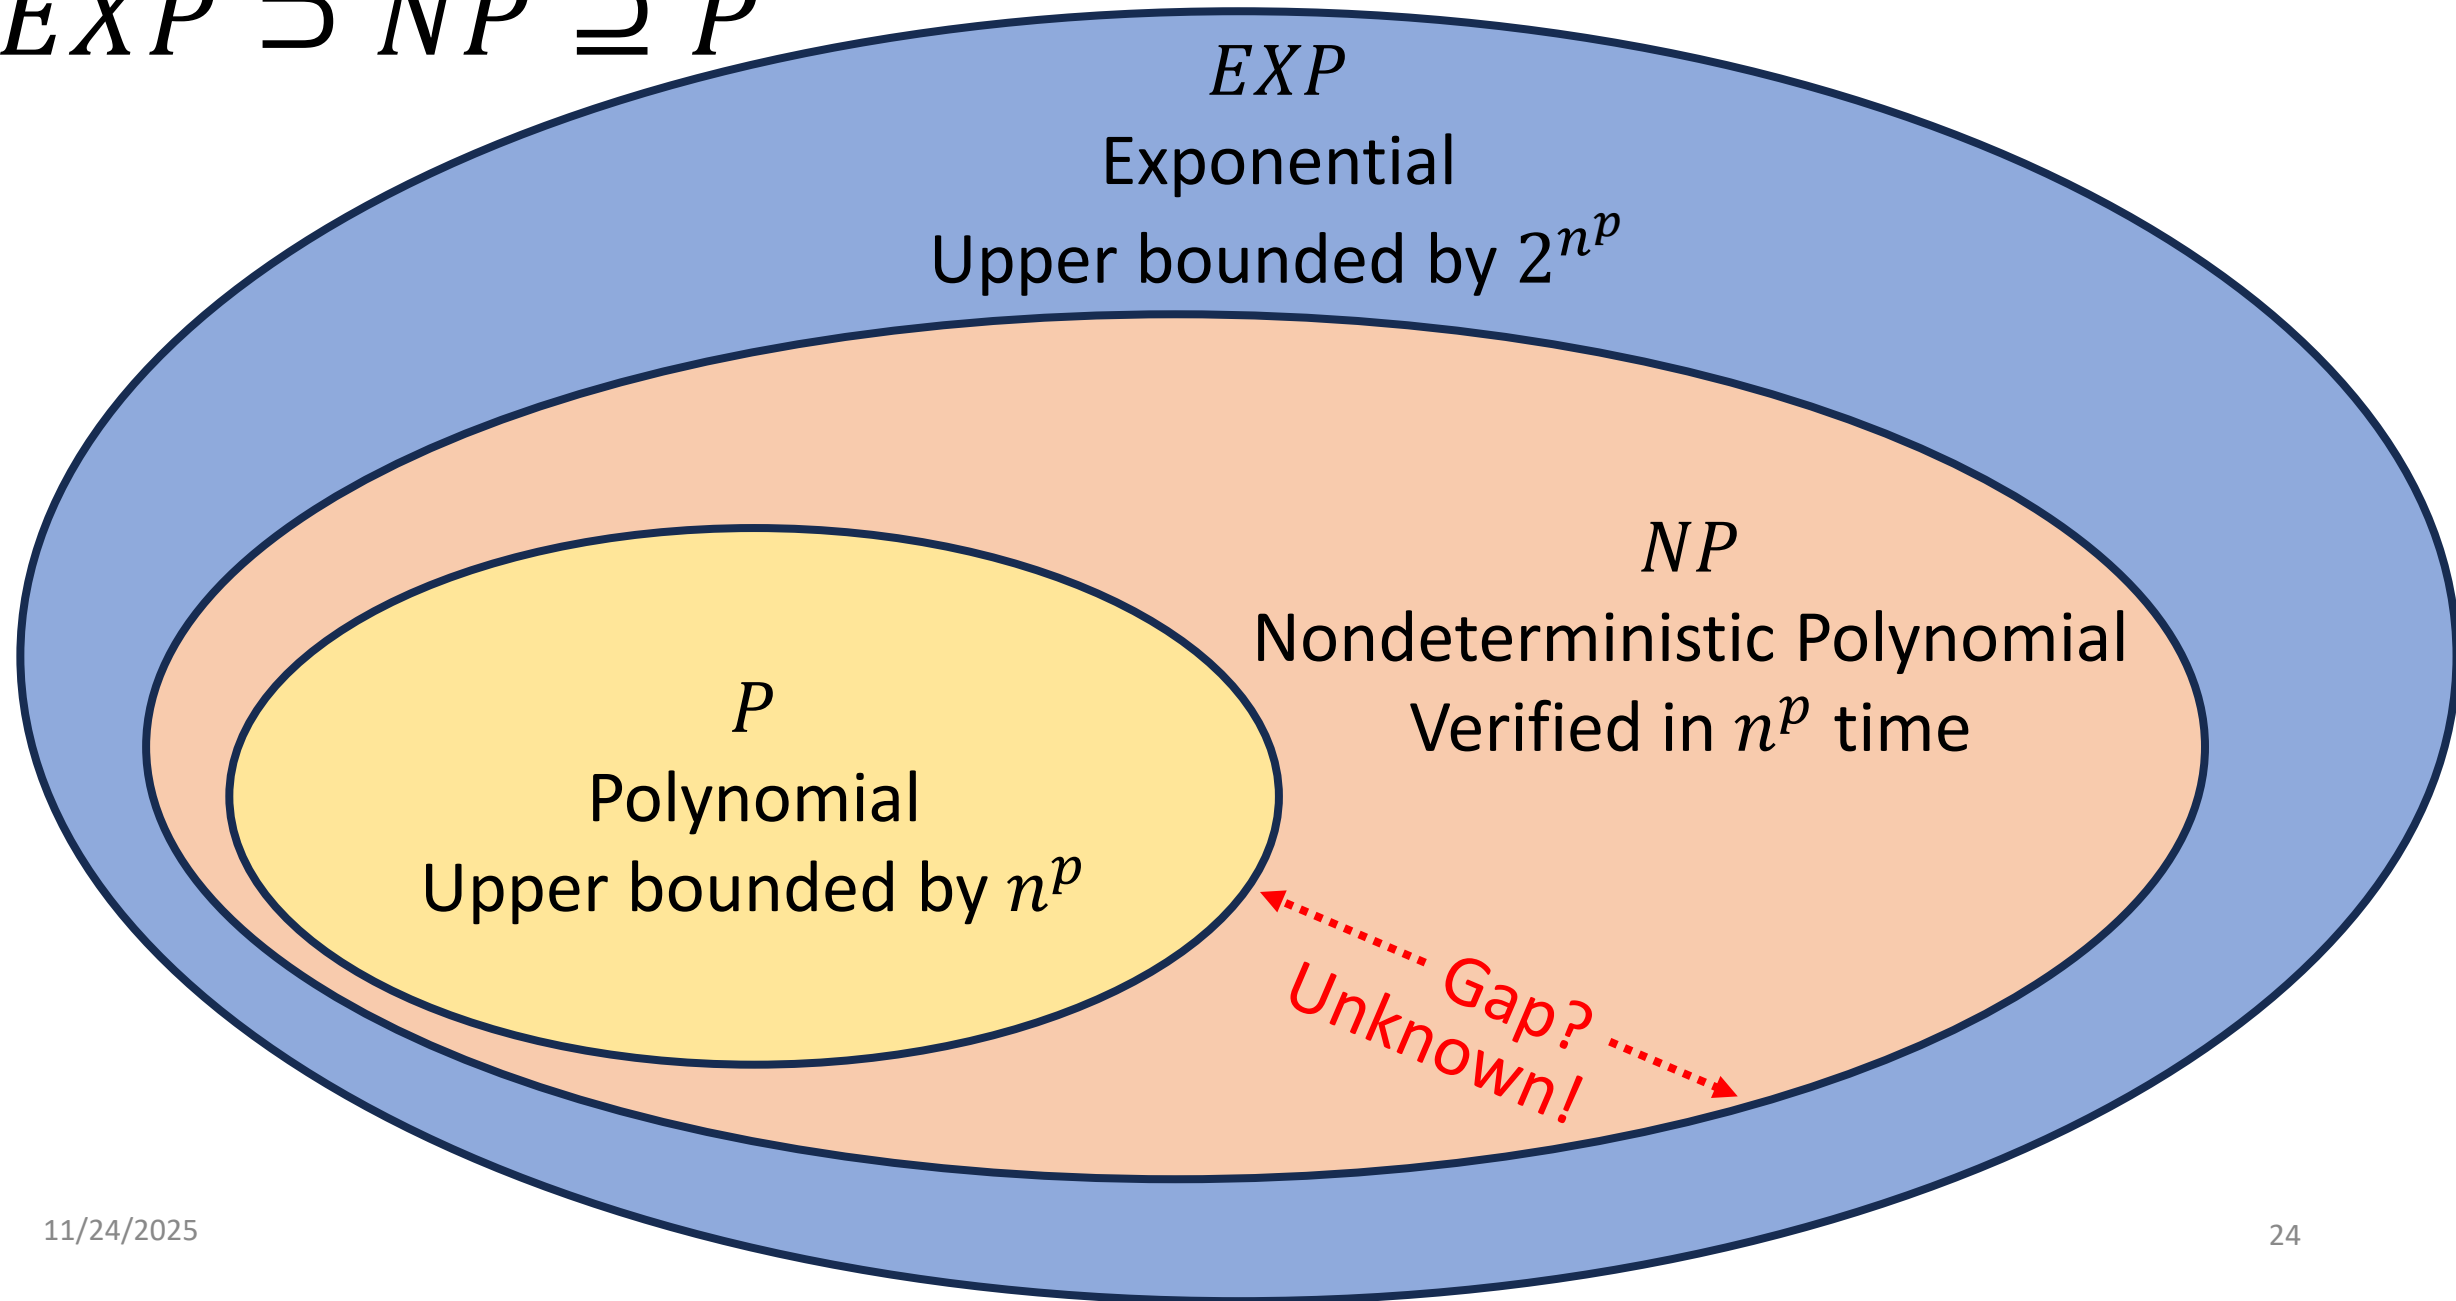 EXP ⊃ NP ⊇ P
EXP
Exponential
Upper bounded by 2^{n^p}
NP
Nondeterministic Polynomial
Verified in n^p time
P
Polynomial
Upper bounded by n^p
Gap?
Unknown!
11/24/2025
24